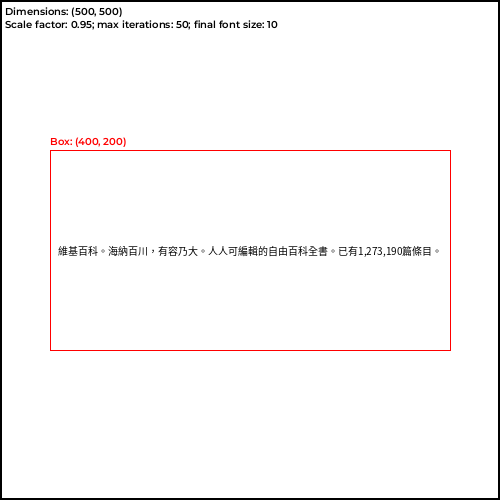 Dimensions: (500, 500)
Scale factor: 0.95; max iterations: 50; final font size: 10
Box: (400, 200)
維基百科。海納百川，有容乃大。人人可編輯的自由百科全書。已有1,273,190篇條目。